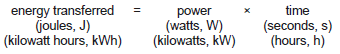 energy transferred = power × time
(joules, J) (watts, W) (seconds, s)
(kilowatt hours, kWh) (kilowatts, kW) (hours, h)